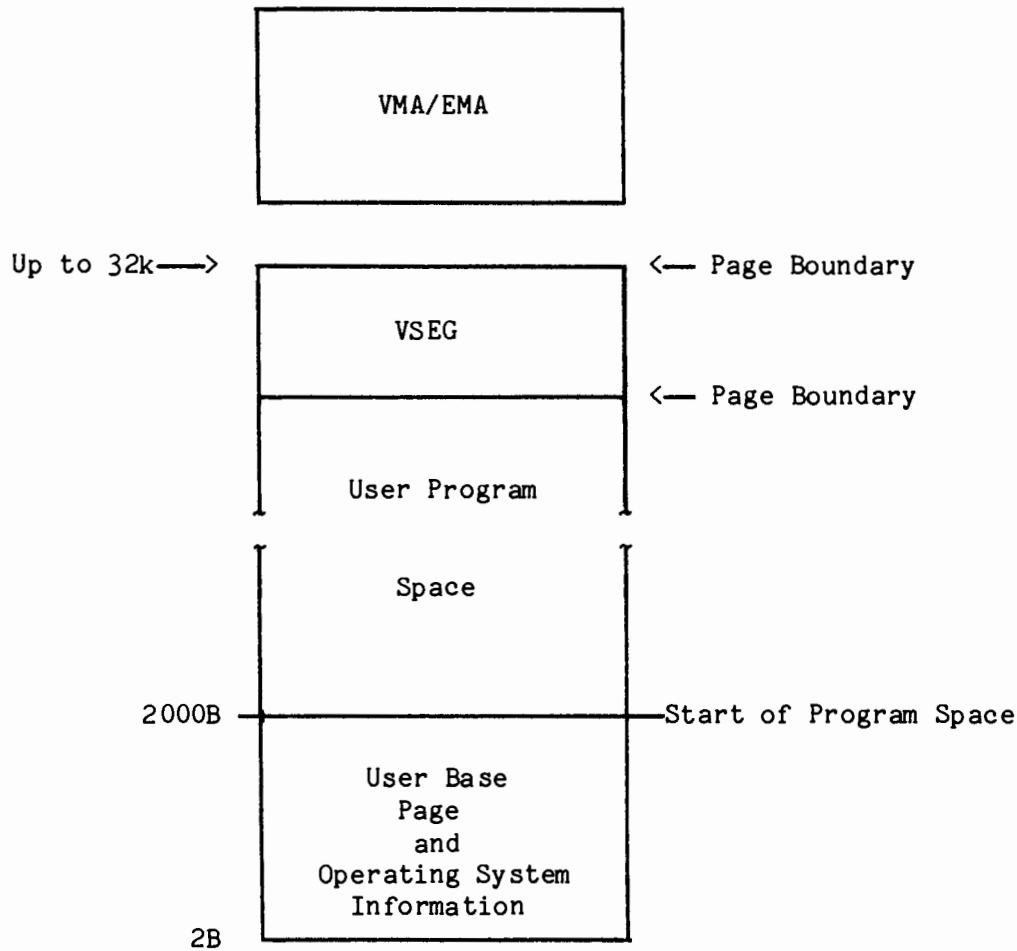 VMA/EMA
Up to 32k
Page Boundary
VSEG
Page Boundary
User Program
Space
2000B
Start of Program Space
User Base
Page
and
Operating System
Information
2B